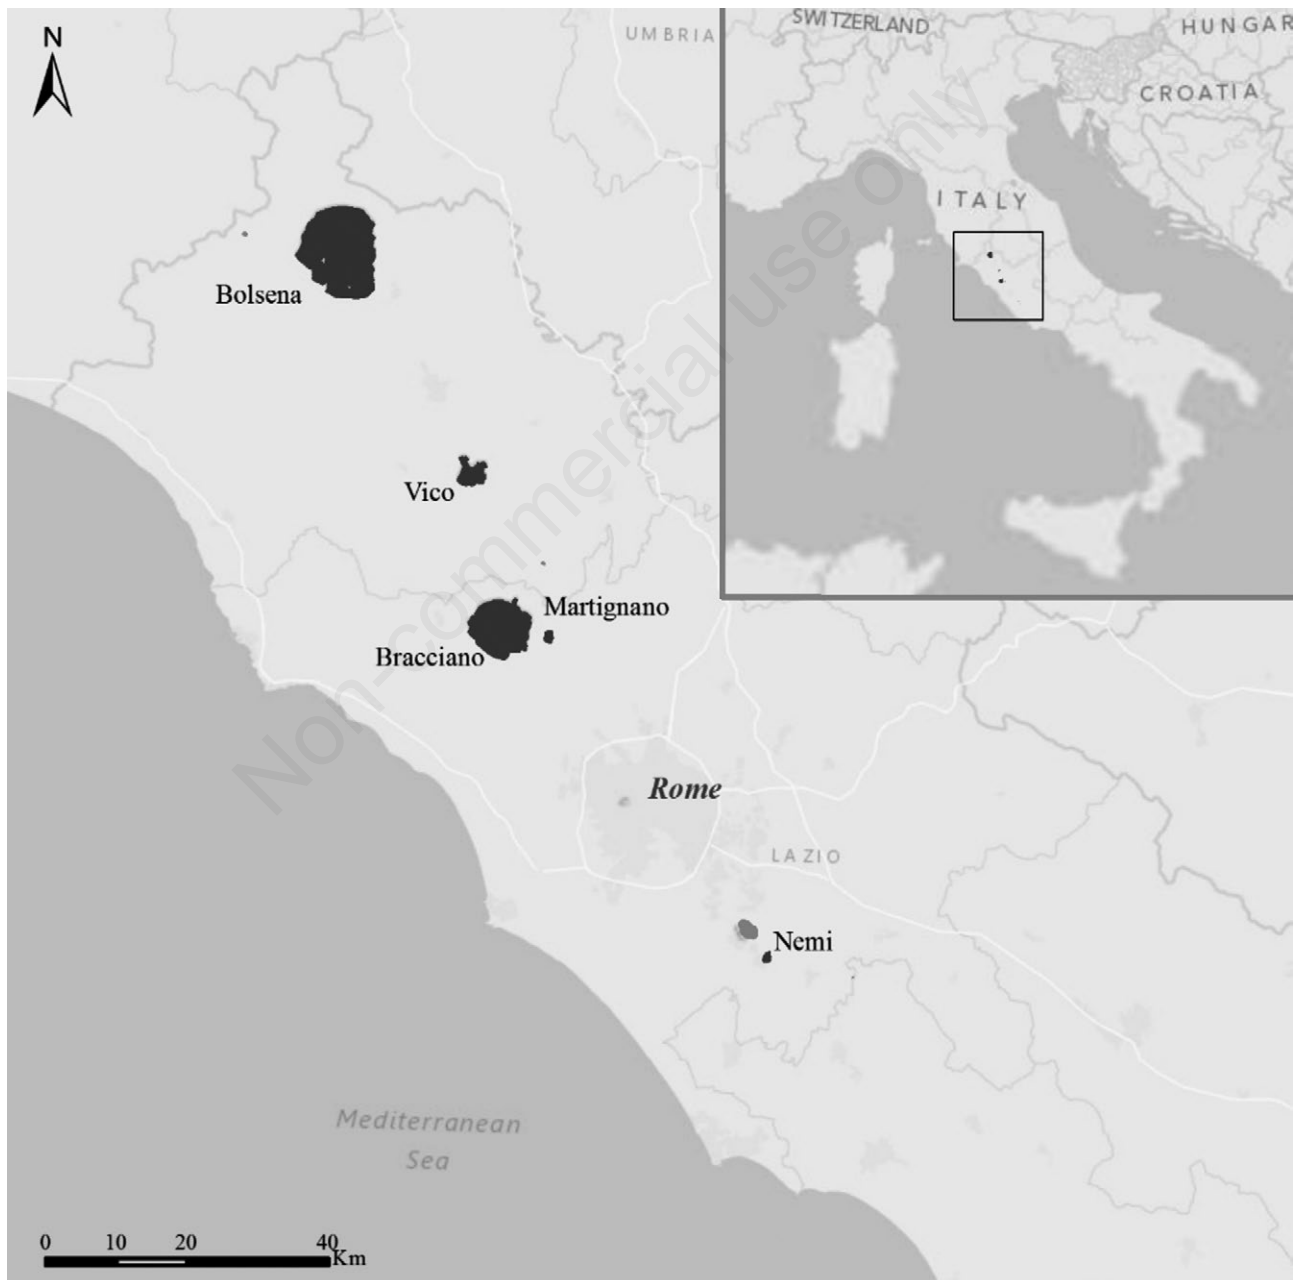 N
UMBRIA
SWITZERLAND
HUNGAR
CROATIA
ITALY
Bolsena
Vico
Martignano
Bracciano
Rome
LAZIO
Nemi
Mediterranean
Sea
0 10 20 40
Km
Non-commercial use only